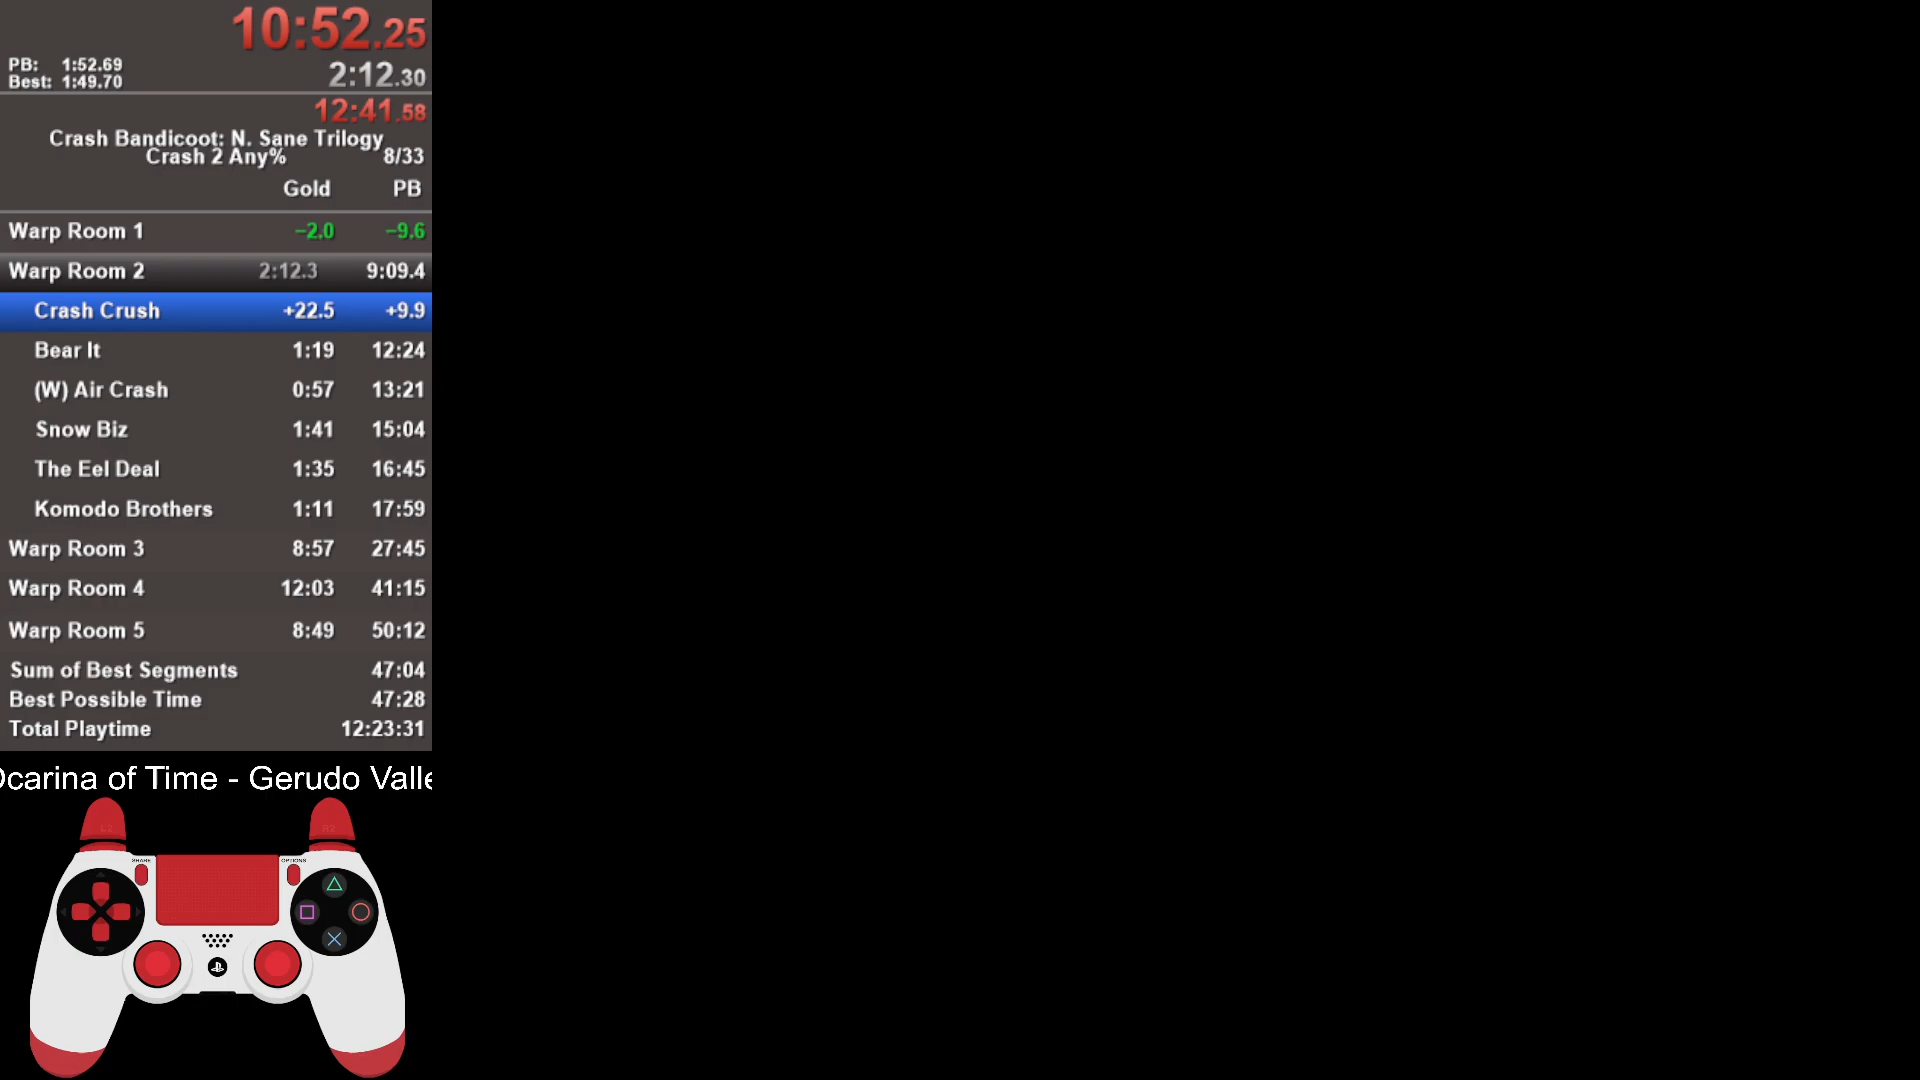 10:52.25
PB: 1:52.69
Best: 1:49.70
2:12.30
12:41.58
Crash Bandicoot: N. Sane Trilogy
Crash 2 Any% 8/33
Gold PB
Warp Room 1 −2.0 −9.6
Warp Room 2 2:12.3 9:09.4
Crash Crush +22.5 +9.9
Bear It 1:19 12:24
(W) Air Crash 0:57 13:21
Snow Biz 1:41 15:04
The Eel Deal 1:35 16:45
Komodo Brothers 1:11 17:59
Warp Room 3 8:57 27:45
Warp Room 4 12:03 41:15
Warp Room 5 8:49 50:12
Sum of Best Segments 47:04
Best Possible Time 47:28
Total Playtime 12:23:31
Ocarina of Time - Gerudo Valle
L2 R2
SHARE OPTIONS